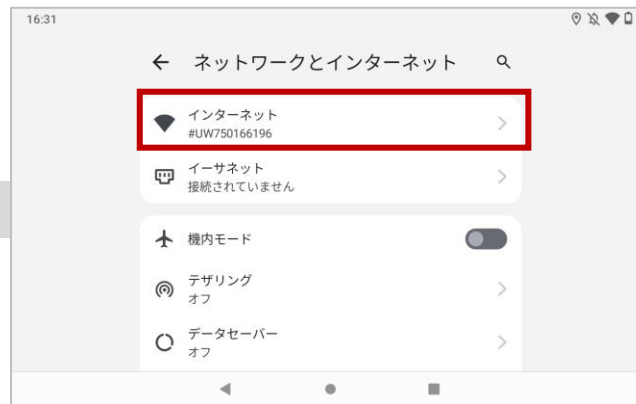 16:31
ネットワークとインターネット
インターネット
#UW750166196
イーサネット
接続されていません
機内モード
テザリング
オフ
データセーバー
オフ